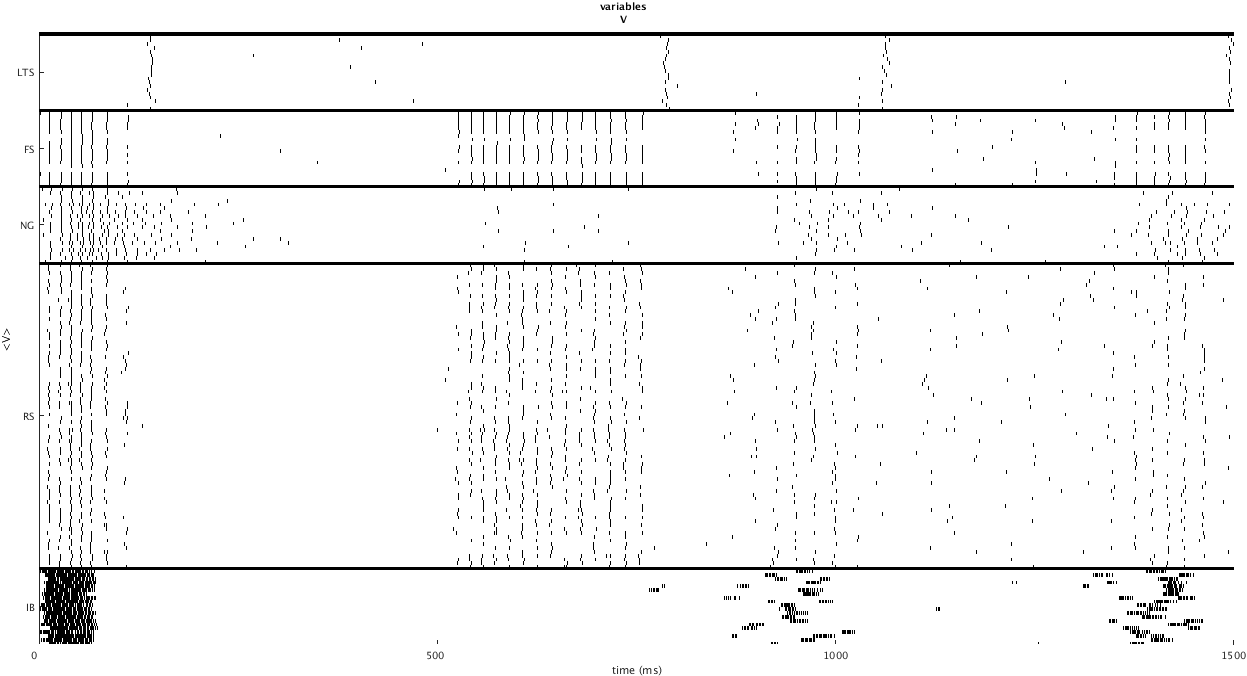 variables
V
LTS
FS
NG
<V>
RS
IB
0
500
1000
1500
time (ms)